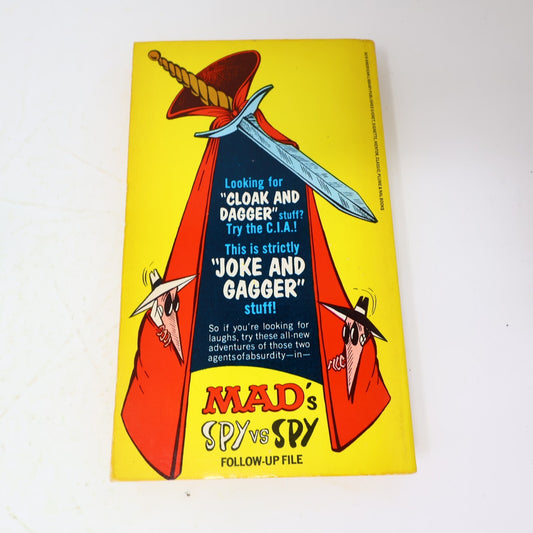 Looking for
"CLOAK AND
DAGGER" stuff?
Try the C.I.A.!
This is strictly
"JOKE AND
GAGGER"
stuff!
So if you're looking for
laughs, try these all-new
adventures of those two
agents of absurdity—in—
MAD's
SPY vs SPY
FOLLOW-UP FILE